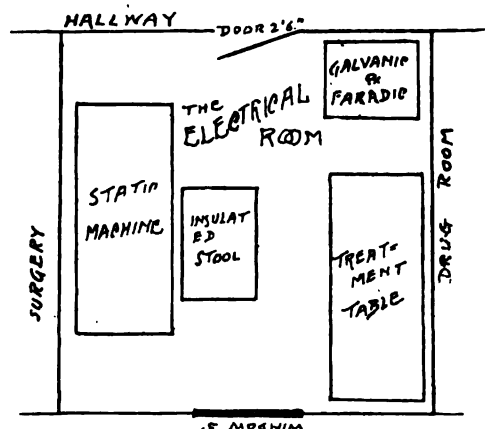 HALLWAY
DOOR 2'6"
GALVANIC
&
FARADIC
THE
ELECTRICAL
ROOM
STATIC
MACHINE
INSULAT
ED
STOOL
TREAT-
MENT
TABLE
SURGERY
DRUG ROOM